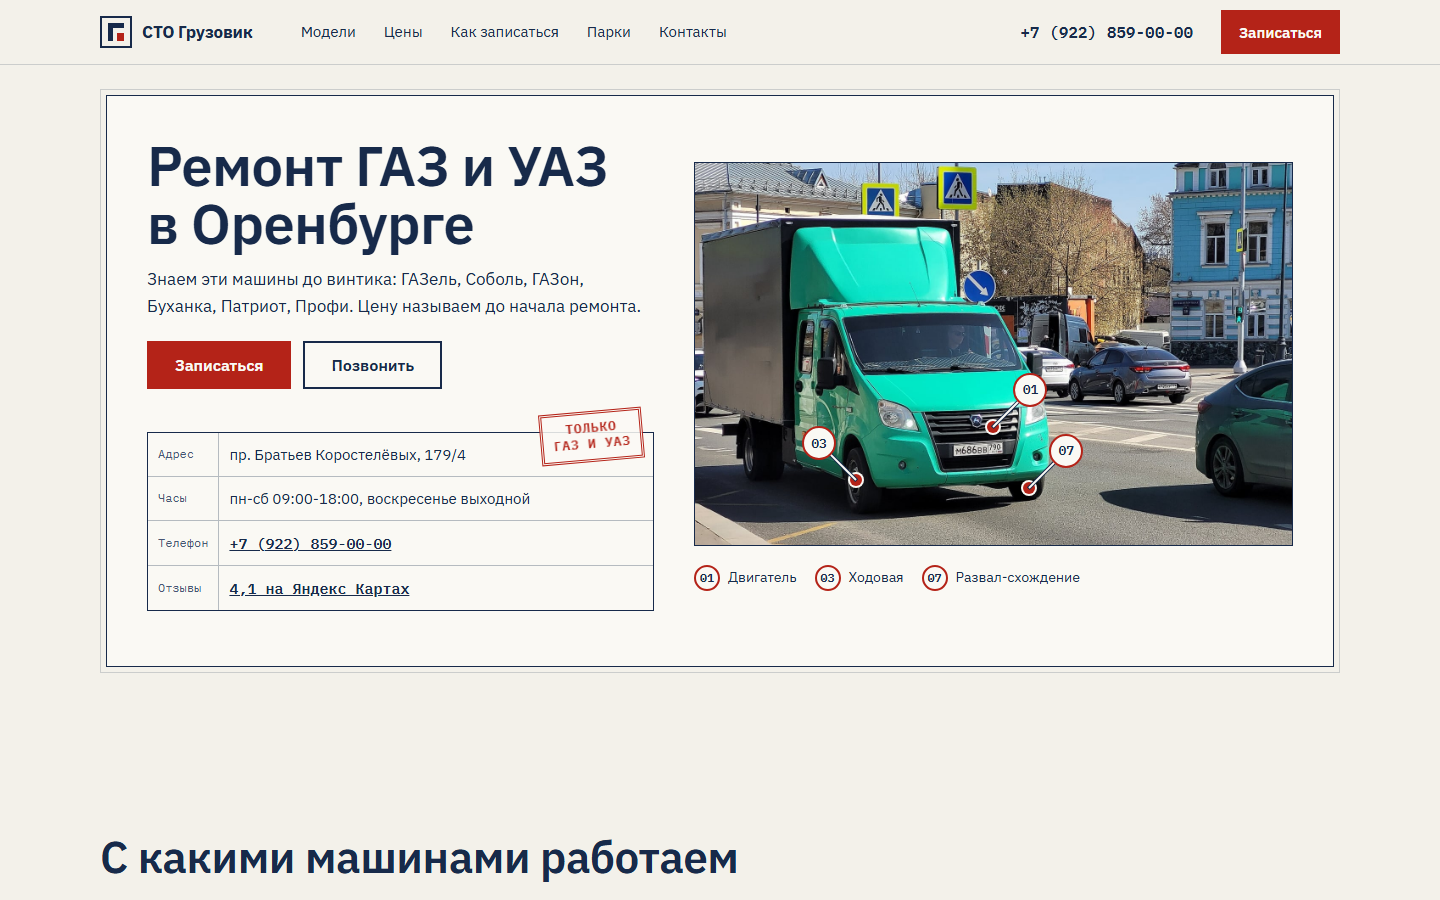 СТО Грузовик
Модели
Цены
Как записаться
Парки
Контакты
+7 (922) 859-00-00
Записаться
Ремонт ГАЗ и УАЗ
в Оренбурге
Знаем эти машины до винтика: ГАЗель, Соболь, ГАЗон,
Буханка, Патриот, Профи. Цену называем до начала ремонта.
Записаться
Позвонить
ТОЛЬКО
ГАЗ И УАЗ
Адрес
пр. Братьев Коростелёвых, 179/4
Часы
пн-сб 09:00-18:00, воскресенье выходной
Телефон
+7 (922) 859-00-00
Отзывы
4,1 на Яндекс Картах
01
03
07
М686ВВ 790
01 Двигатель
03 Ходовая
07 Развал-схождение
С какими машинами работаем